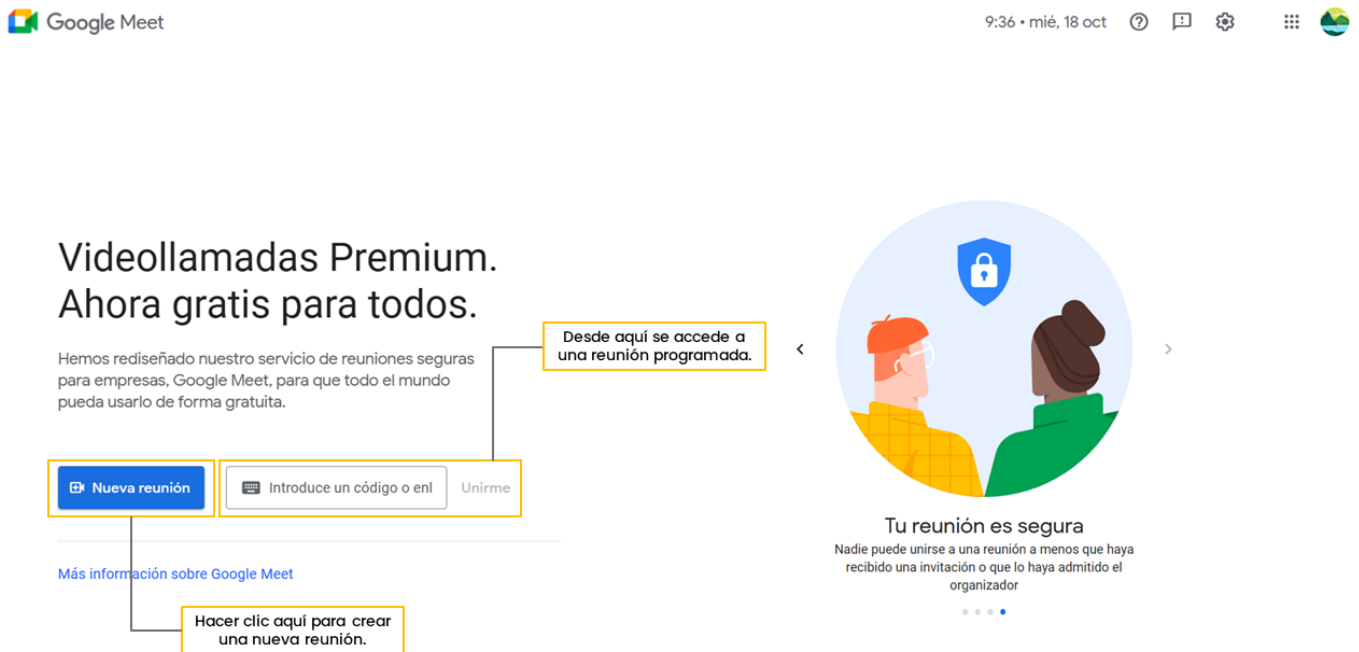 Google Meet
9:36 • mié, 18 oct
Videollamadas Premium.
Ahora gratis para todos.
Hemos rediseñado nuestro servicio de reuniones seguras
para empresas, Google Meet, para que todo el mundo
pueda usarlo de forma gratuita.
Desde aquí se accede a
una reunión programada.
Nueva reunión
Introduce un código o enl
Unirme
Más información sobre Google Meet
Hacer clic aquí para crear
una nueva reunión.
Tu reunión es segura
Nadie puede unirse a una reunión a menos que haya
recibido una invitación o que lo haya admitido el
organizador